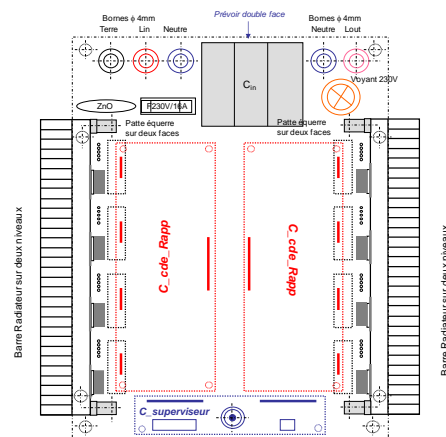 Bornes ϕ 4mm
Terre Lin Neutre
Prévoir double face
Bornes ϕ 4mm
Neutre Lout
Voyant 230V
Cin
ZnO
F230V/16A
Patte équerre
sur deux faces
Patte équerre
sur deux faces
Barre Radiateur sur deux niveaux
C_cde_Rapp
C_cde_Rapp
Barre Radiateur sur deux niveaux
C_superviseur